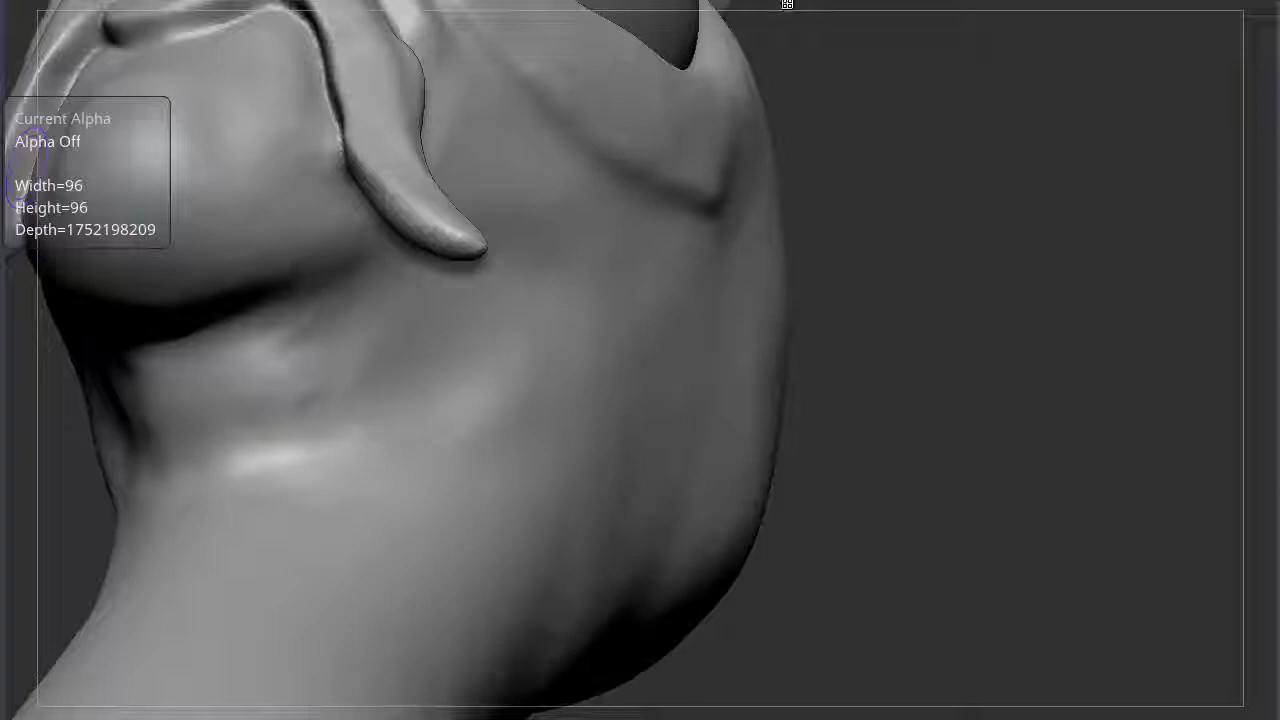 Current Alpha
Alpha Off
Width=96
Height=96
Depth=1752198209